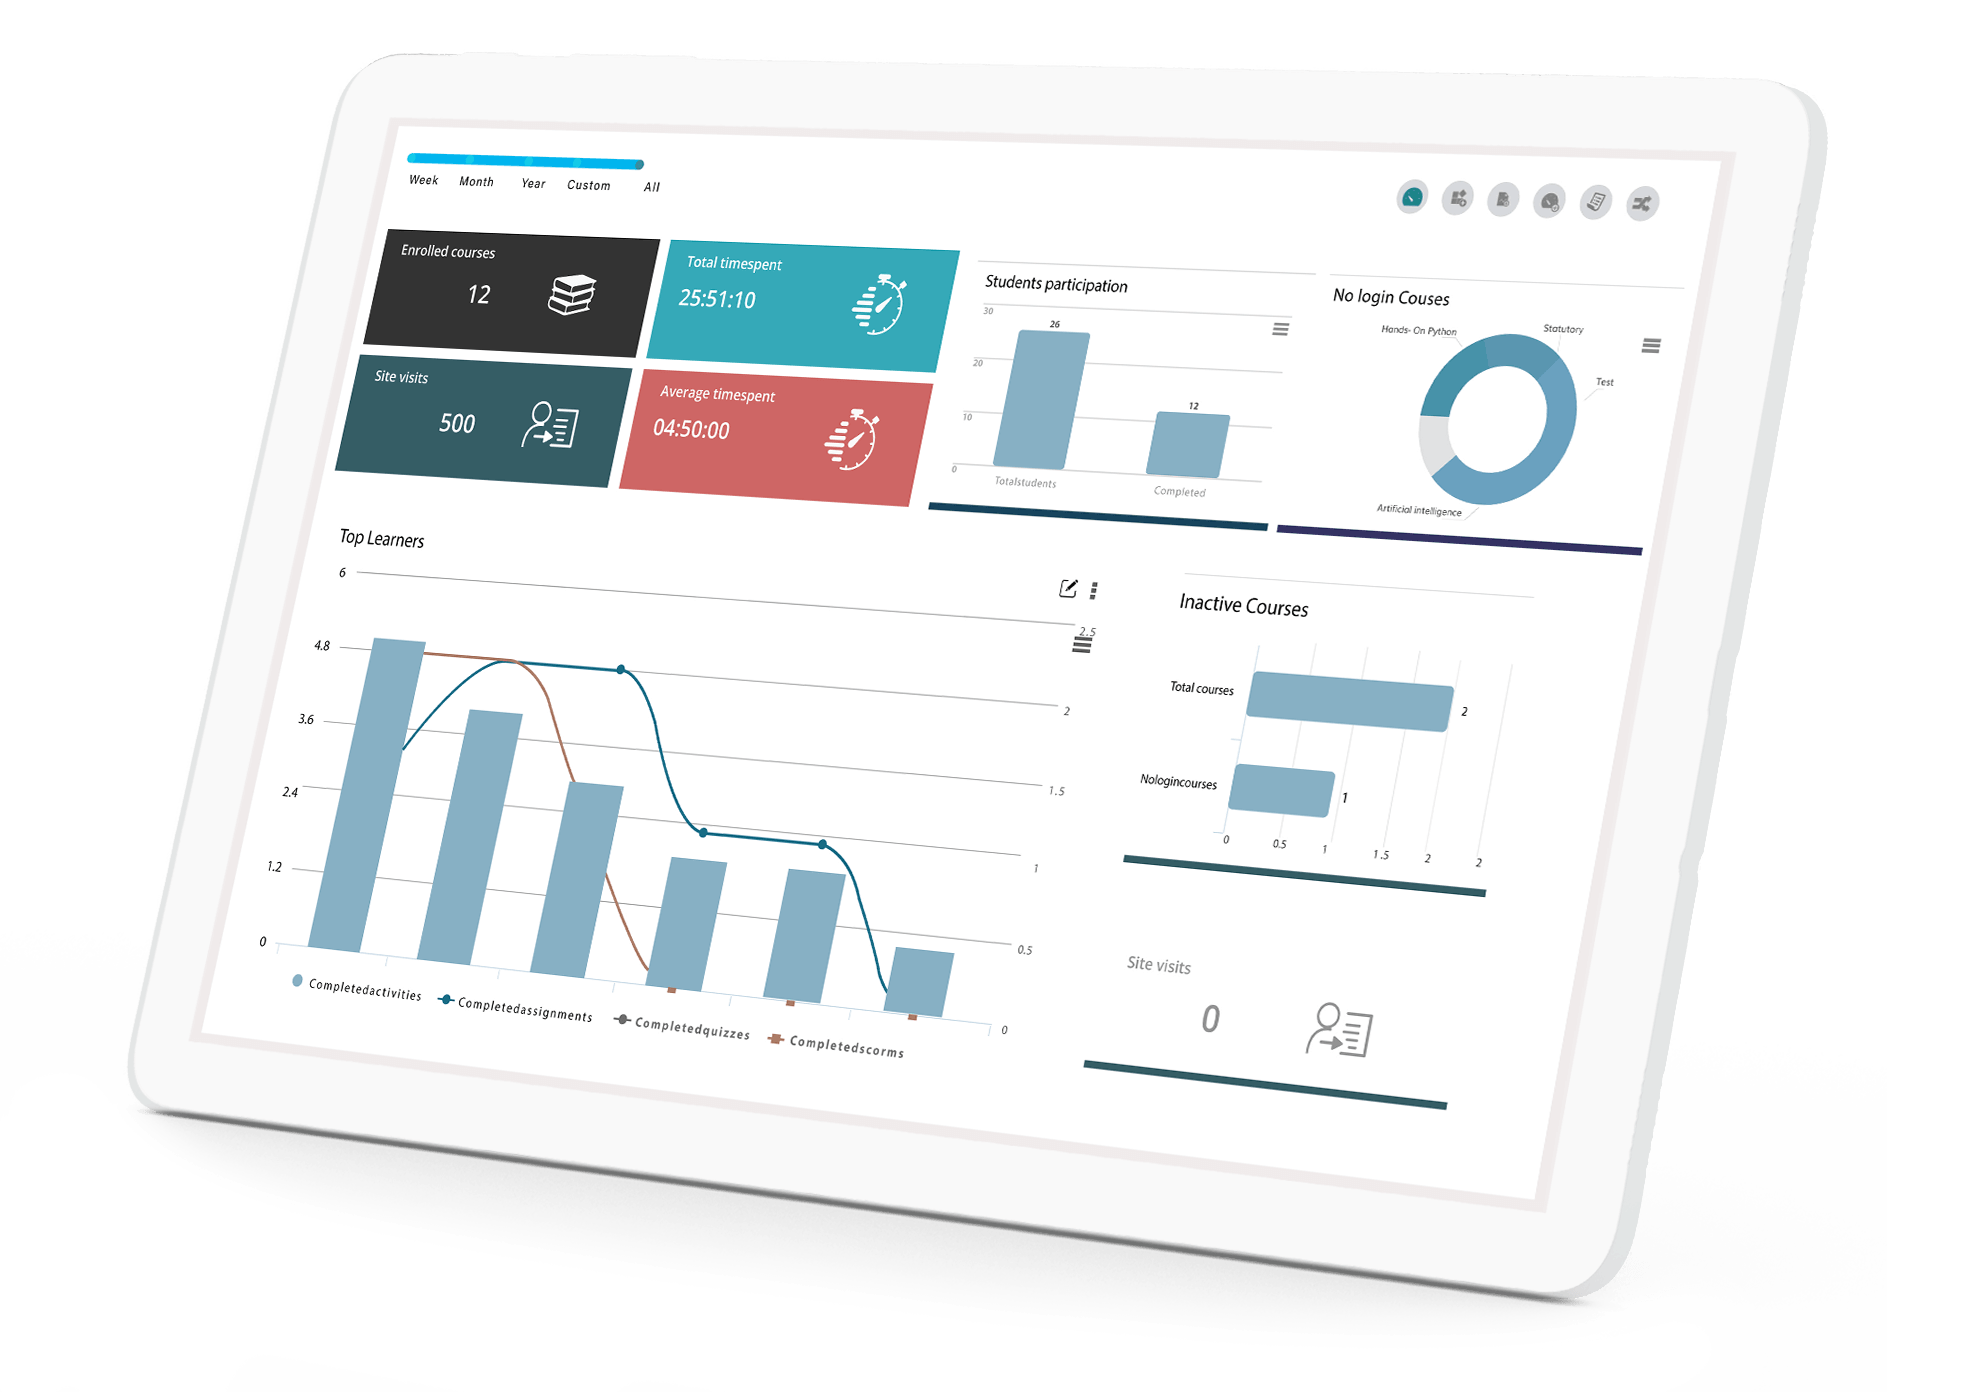 Week Month Year Custom All
Enrolled courses
12
Total timespent
25:51:10
Site visits
500
Average timespent
04:50:00
Students participation
30
26
20
12
10
0
Totalstudents Completed
No login Couses
Hands- On Python
Statutory
Test
Artificial intelligence
Top Learners
6
2.5
4.8
2
3.6
1.5
2.4
1
1.2
0.5
0
0
Completedactivities Completedassignments Completedquizzes Completedscorms
Inactive Courses
Total courses
2
Nologincourses
1
0 0.5 1 1.5 2 2
Site visits
0